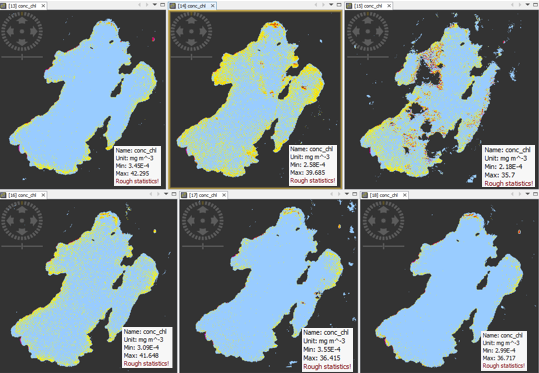 [13] conc_chl
[14] conc_chl
[15] conc_chl
Name: conc_chl
Unit: mg m^-3
Min: 3.45E-4
Max: 42.295
Rough statistics!
Name: conc_chl
Unit: mg m^-3
Min: 2.58E-4
Max: 39.685
Rough statistics!
Name: conc_chl
Unit: mg m^-3
Min: 2.18E-4
Max: 35.7
Rough statistics!
[16] conc_chl
[17] conc_chl
[18] conc_chl
Name: conc_chl
Unit: mg m^-3
Min: 3.09E-4
Max: 41.648
Rough statistics!
Name: conc_chl
Unit: mg m^-3
Min: 3.55E-4
Max: 36.415
Rough statistics!
Name: conc_chl
Unit: mg m^-3
Min: 2.99E-4
Max: 36.717
Rough statistics!